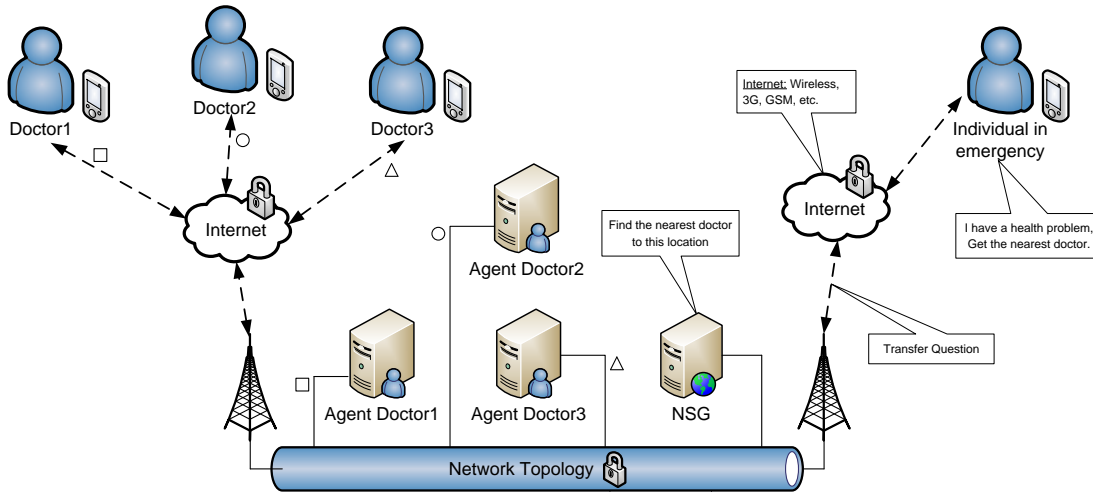 Doctor1
Doctor2
Doctor3
Internet
Agent Doctor2
Agent Doctor1
Agent Doctor3
Find the nearest doctor
to this location
NSG
Network Topology
Internet: Wireless,
3G, GSM, etc.
Internet
Individual in
emergency
I have a health problem,
Get the nearest doctor.
Transfer Question